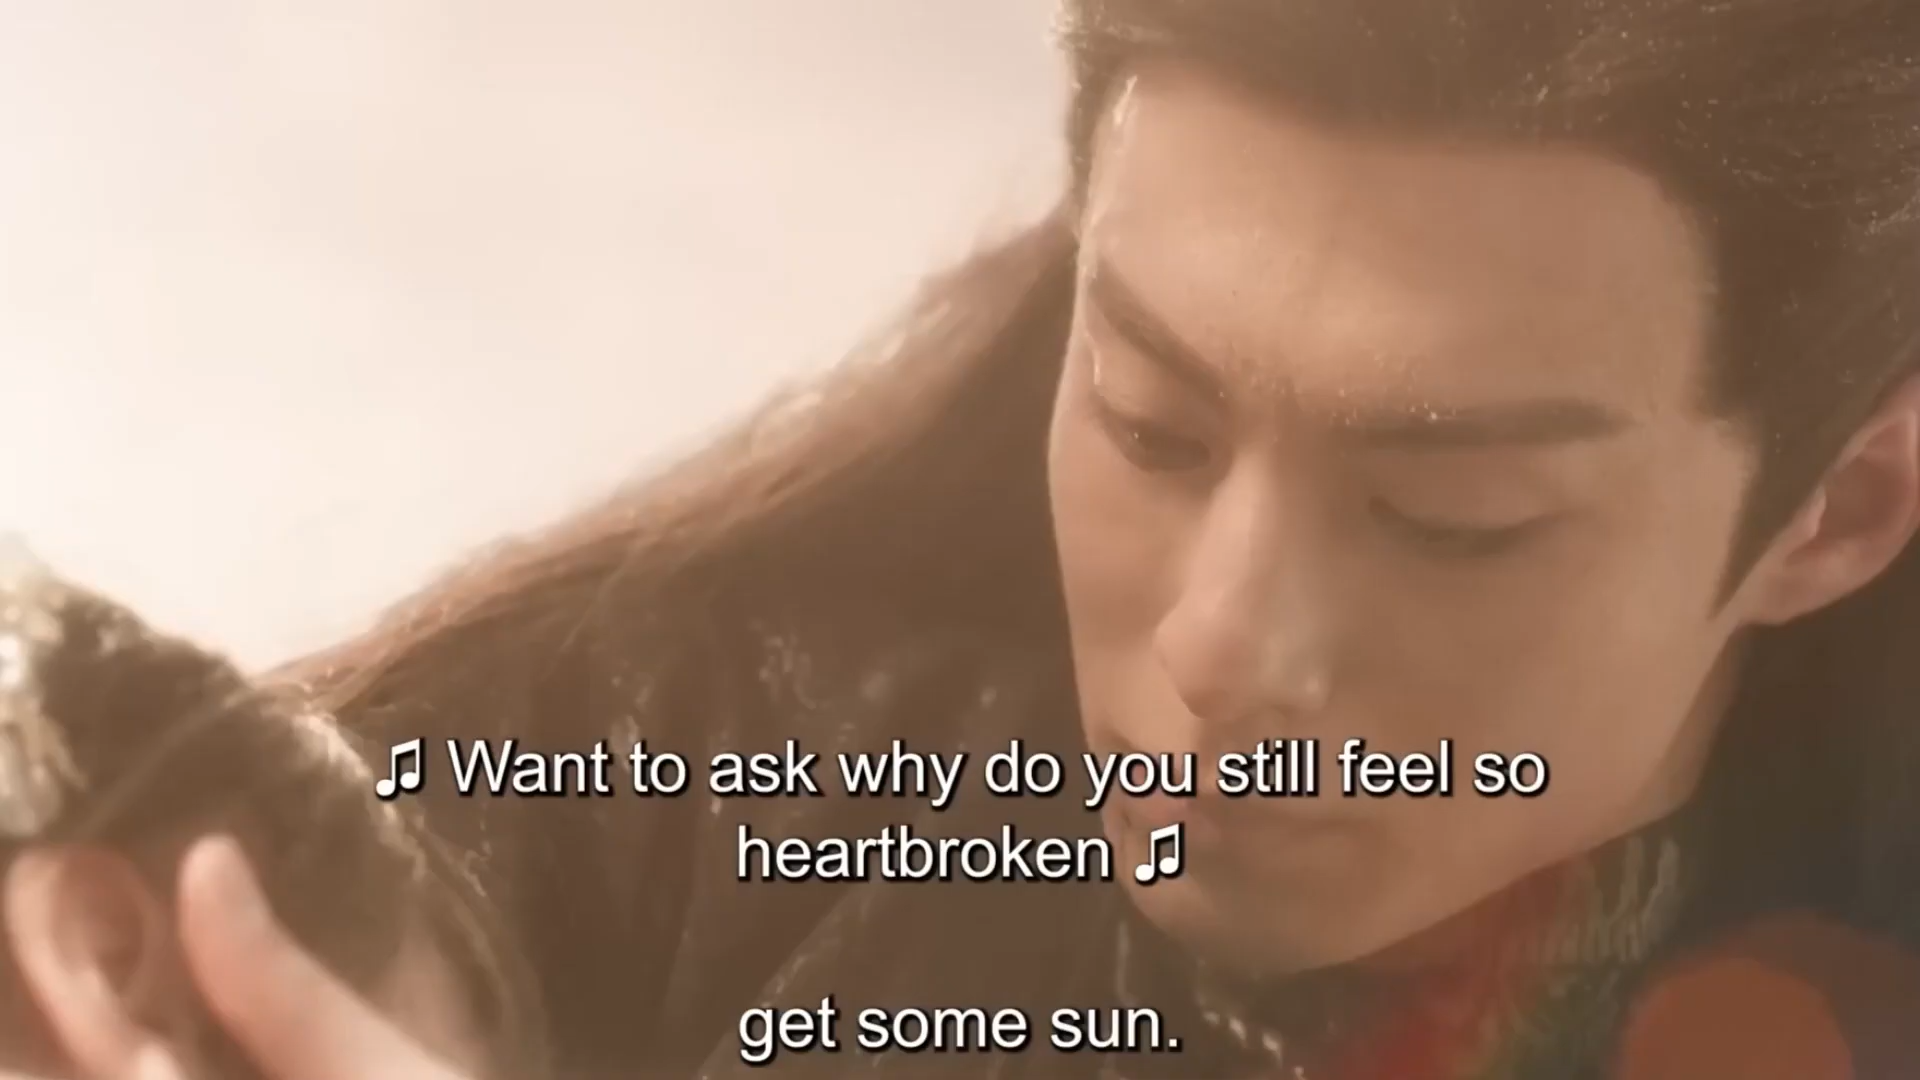 ♫ Want to ask why do you still feel so
heartbroken ♫
get some sun.